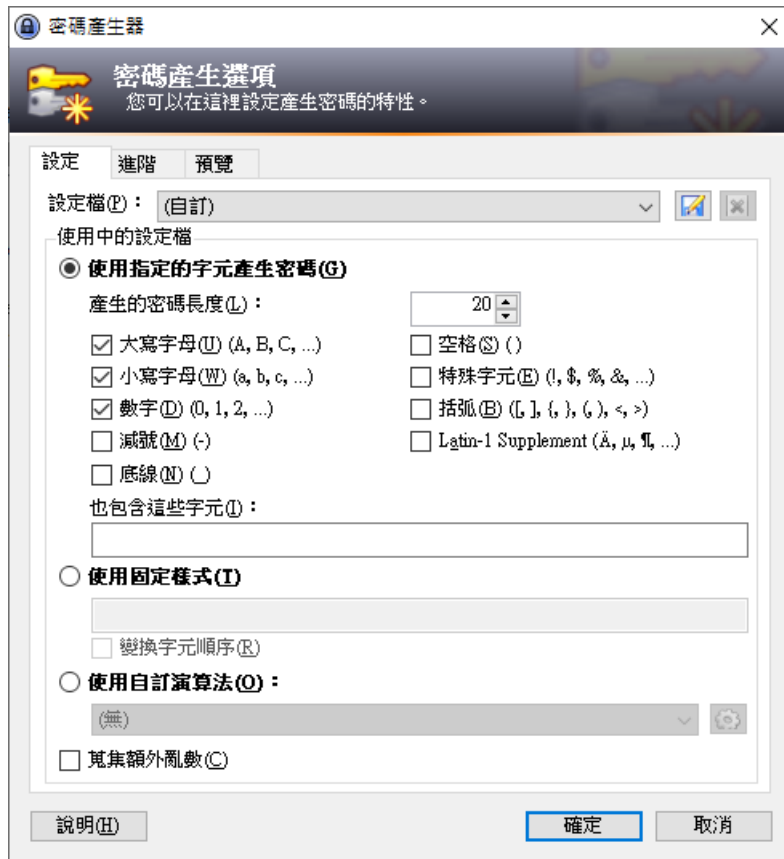 密碼產生器
密碼產生選項
您可以在這裡設定產生密碼的特性。
設定 進階 預覽
設定檔(P)： (自訂)
使用中的設定檔
使用指定的字元產生密碼(G)
產生的密碼長度(L)： 20
大寫字母(U) (A, B, C, ...) 空格(S) ( )
小寫字母(W) (a, b, c, ...) 特殊字元(E) (!, $, %, &, ...)
數字(D) (0, 1, 2, ...) 括弧(B) ([, ], {, }, (, ), <, >)
減號(M) (-) Latin-1 Supplement (Ä, µ, ¶, ...)
底線(N) (_)
也包含這些字元(I)：
使用固定樣式(T)
變換字元順序(R)
使用自訂演算法(O)：
(無)
蒐集額外亂數(C)
說明(H) 確定 取消